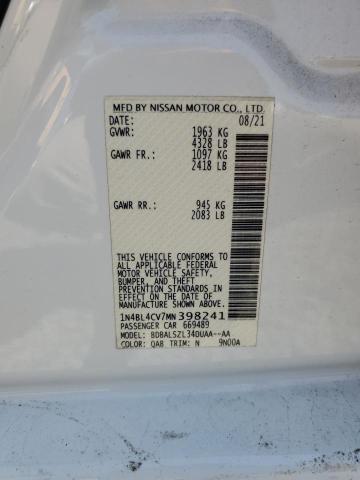 MFD BY NISSAN MOTOR CO., LTD.
DATE: 08/21
GVWR: 1963 KG
4328 LB
GAWR FR.: 1097 KG
2418 LB
GAWR RR.: 945 KG
2083 LB
THIS VEHICLE CONFORMS TO
ALL APPLICABLE FEDERAL
MOTOR VEHICLE SAFETY,
BUMPER, AND THEFT
PREVENTION STANDARDS IN
EFFECT ON THE DATE OF
MANUFACTURE SHOWN ABOVE.
1N4BL4CV7MN398241
PASSENGER CAR 669489
MODEL: BDBALSZL34DUAA--AA
COLOR: QAB TRIM: N 9N00A